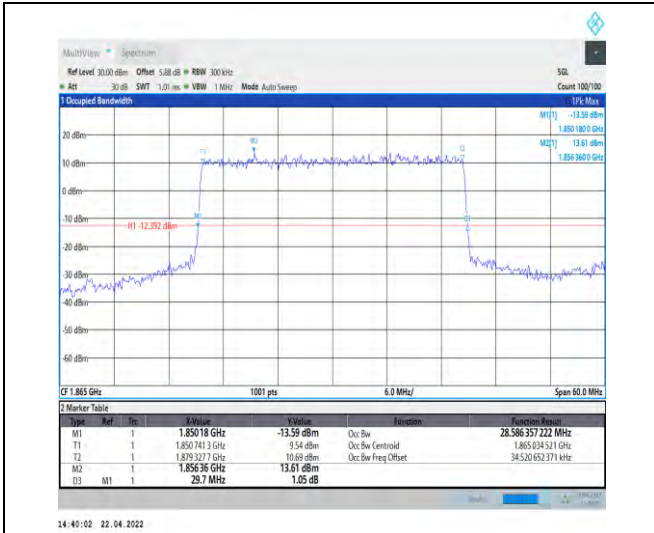 MultiView Spectrum
Ref Level 30.00 dBm Offset 5.88 dB RBW 300 kHz SGL
Att 30 dB SWT 1.01 ms VBW 1 MHz Mode Auto Sweep Count 100/100
1 Occupied Bandwidth 1Pk Max
M1[1] -13.59 dBm
1.850 180 0 GHz
20 dBm M2[1] 13.61 dBm
M2 1.856 360 0 GHz
T1 T2
10 dBm
0 dBm
-10 dBm M1
H1 -12.392 dBm
-30 dBm
-40 dBm
-50 dBm
-60 dBm
CF 1.865 GHz 1001 pts 6.0 MHz/ Span 60.0 MHz
2 Marker Table
Type Ref Trc X-Value Y-Value Function Function Result
M1 1 1.85018 GHz -13.59 dBm Occ Bw 28.586 357 222 MHz
T1 1 1.850 741 3 GHz 9.54 dBm Occ Bw Centroid 1.865 034 521 GHz
T2 1 1.879 327 7 GHz 10.69 dBm Occ Bw Freq Offset 34.520 652 371 kHz
M2 1 1.856 36 GHz 13.61 dBm
D3 M1 1 29.7 MHz 1.05 dB
14:40:02 22.04.2022